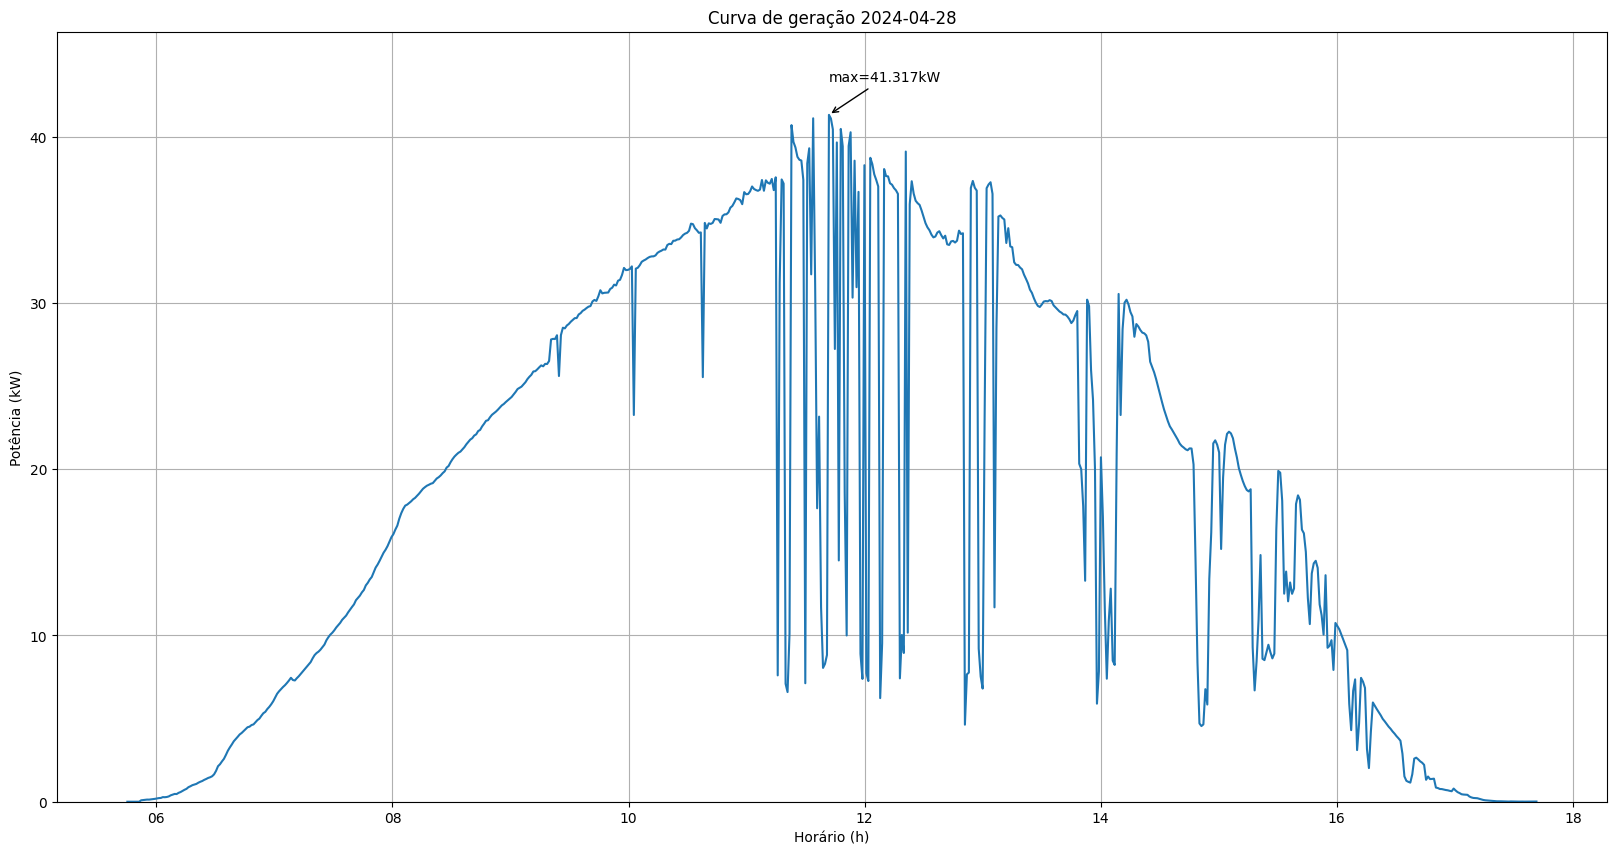 Curva de geração 2024-04-28
max=41.317kW
Potência (kW)
40
30
20
10
0
06 08 10 12 14 16 18
Horário (h)